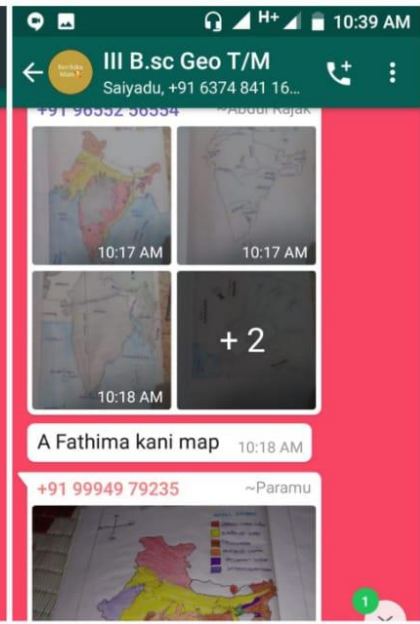 H+ 10:39 AM
III B.sc Geo T/M
Saiyadu, +91 6374 841 16...
+91 96552 56554 ~Abdul Rajak
10:17 AM
10:17 AM
10:18 AM
+ 2
A Fathima kani map 10:18 AM
+91 99949 79235 ~Paramu
1